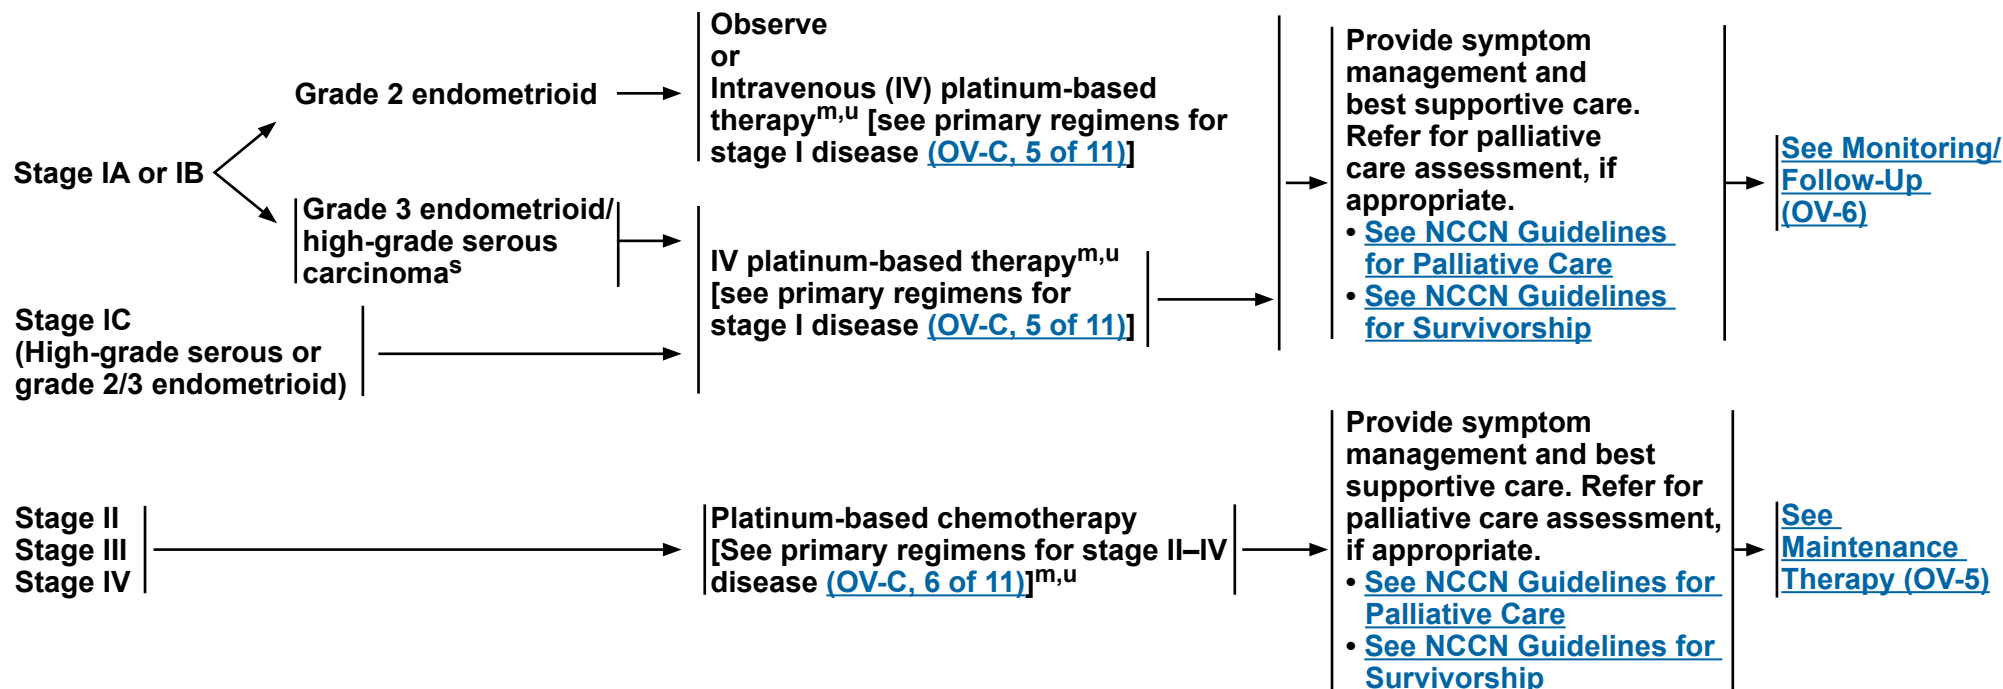 Stage IA or IB
Grade 2 endometrioid
Observe
or
Intravenous (IV) platinum-based
therapym,u [see primary regimens for
stage I disease (OV-C, 5 of 11)]
Grade 3 endometrioid/
high-grade serous
carcinomas
Stage IC
(High-grade serous or
grade 2/3 endometrioid)
IV platinum-based therapym,u
[see primary regimens for
stage I disease (OV-C, 5 of 11)]
Provide symptom
management and
best supportive care.
Refer for palliative
care assessment, if
appropriate.
• See NCCN Guidelines
for Palliative Care
• See NCCN Guidelines
for Survivorship
See Monitoring/
Follow-Up
(OV-6)
Stage II
Stage III
Stage IV
Platinum-based chemotherapy
[See primary regimens for stage II–IV
disease (OV-C, 6 of 11)]m,u
Provide symptom
management and best
supportive care. Refer for
palliative care assessment,
if appropriate.
• See NCCN Guidelines for
Palliative Care
• See NCCN Guidelines for
Survivorship
See
Maintenance
Therapy (OV-5)